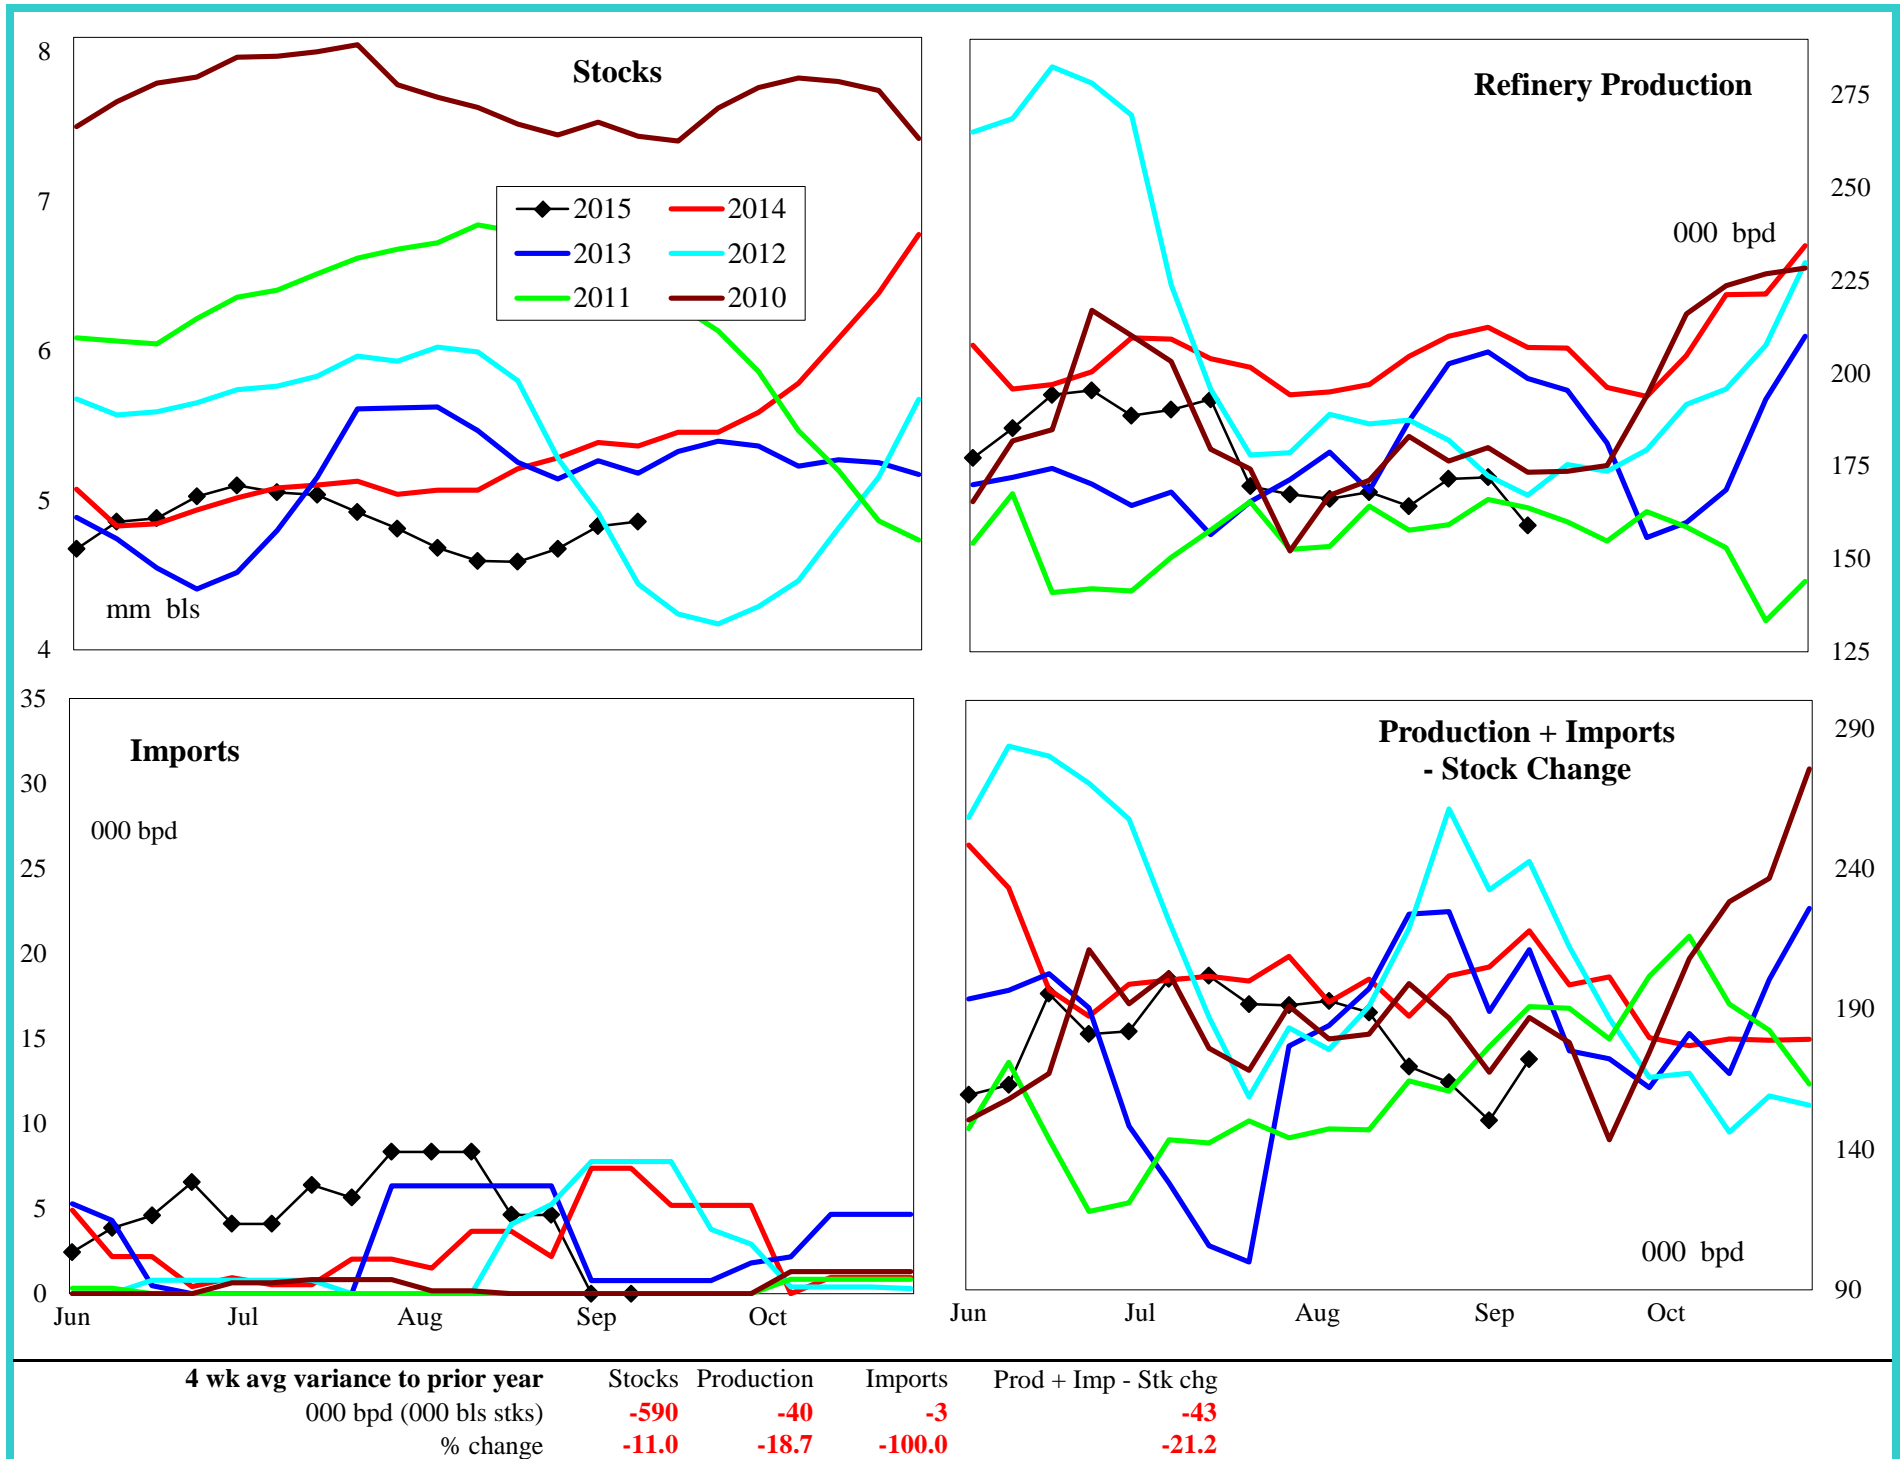 Stocks
8
7
6
5
4
mm bls
2015
2014
2013
2012
2011
2010
Refinery Production
000 bpd
275
250
225
200
175
150
125
Imports
000 bpd
35
30
25
20
15
10
5
0
Jun Jul Aug Sep Oct
Production + Imports
- Stock Change
000 bpd
290
240
190
140
90
Jun Jul Aug Sep Oct
4 wk avg variance to prior year Stocks Production Imports Prod + Imp - Stk chg
000 bpd (000 bls stks) -590 -40 -3 -43
% change -11.0 -18.7 -100.0 -21.2